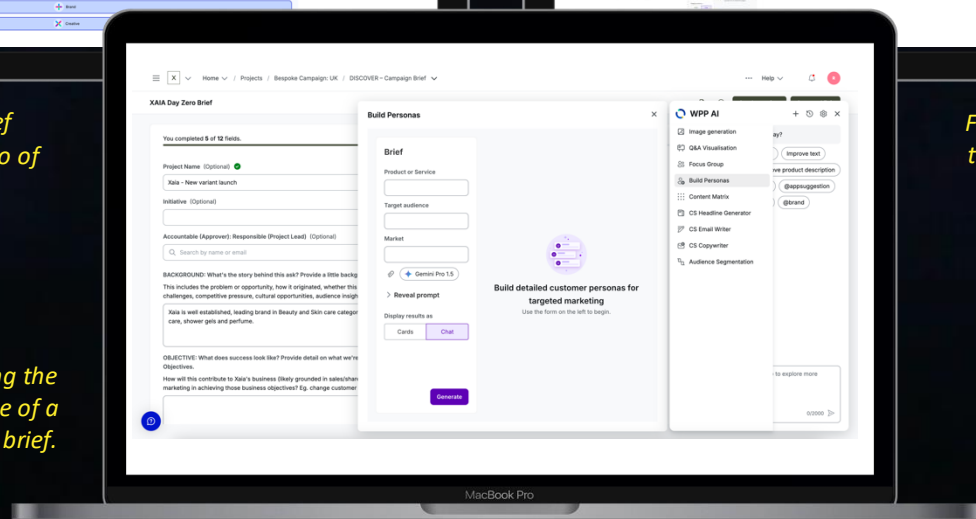 Brand
Creative
ef
o of
ng the
e of a
brief.
F
t
X Home / Projects / Bespoke Campaign: UK / DISCOVER – Campaign Brief
Help
XAIA Day Zero Brief
You completed 5 of 12 fields.
Project Name (Optional)
Xaia - New variant launch
Initiative (Optional)
Accountable (Approver): Responsible (Project Lead) (Optional)
Search by name or email
BACKGROUND: What's the story behind this ask? Provide a little backg
This includes the problem or opportunity, how it originated, whether this
challenges, competitive pressure, cultural opportunities, audience insigh
Xaia is well established, leading brand in Beauty and Skin care categor
care, shower gels and perfume.
OBJECTIVE: What does success look like? Provide detail on what we're
Objectives.
How will this contribute to Xaia's business (likely grounded in sales/shar
marketing in achieving those business objectives? Eg. change customer
Build Personas
Brief
Product or Service
Target audience
Market
Gemini Pro 1.5
Reveal prompt
Display results as
Cards Chat
Generate
Build detailed customer personas for
targeted marketing
Use the form on the left to begin.
WPP AI
Image generation
Q&A Visualisation
Focus Group
Build Personas
Content Matrix
CS Headline Generator
CS Email Writer
CS Copywriter
Audience Segmentation
ay?
Improve text
ove product description
@appsuggestion
@brand
to explore more
0/2000
MacBook Pro